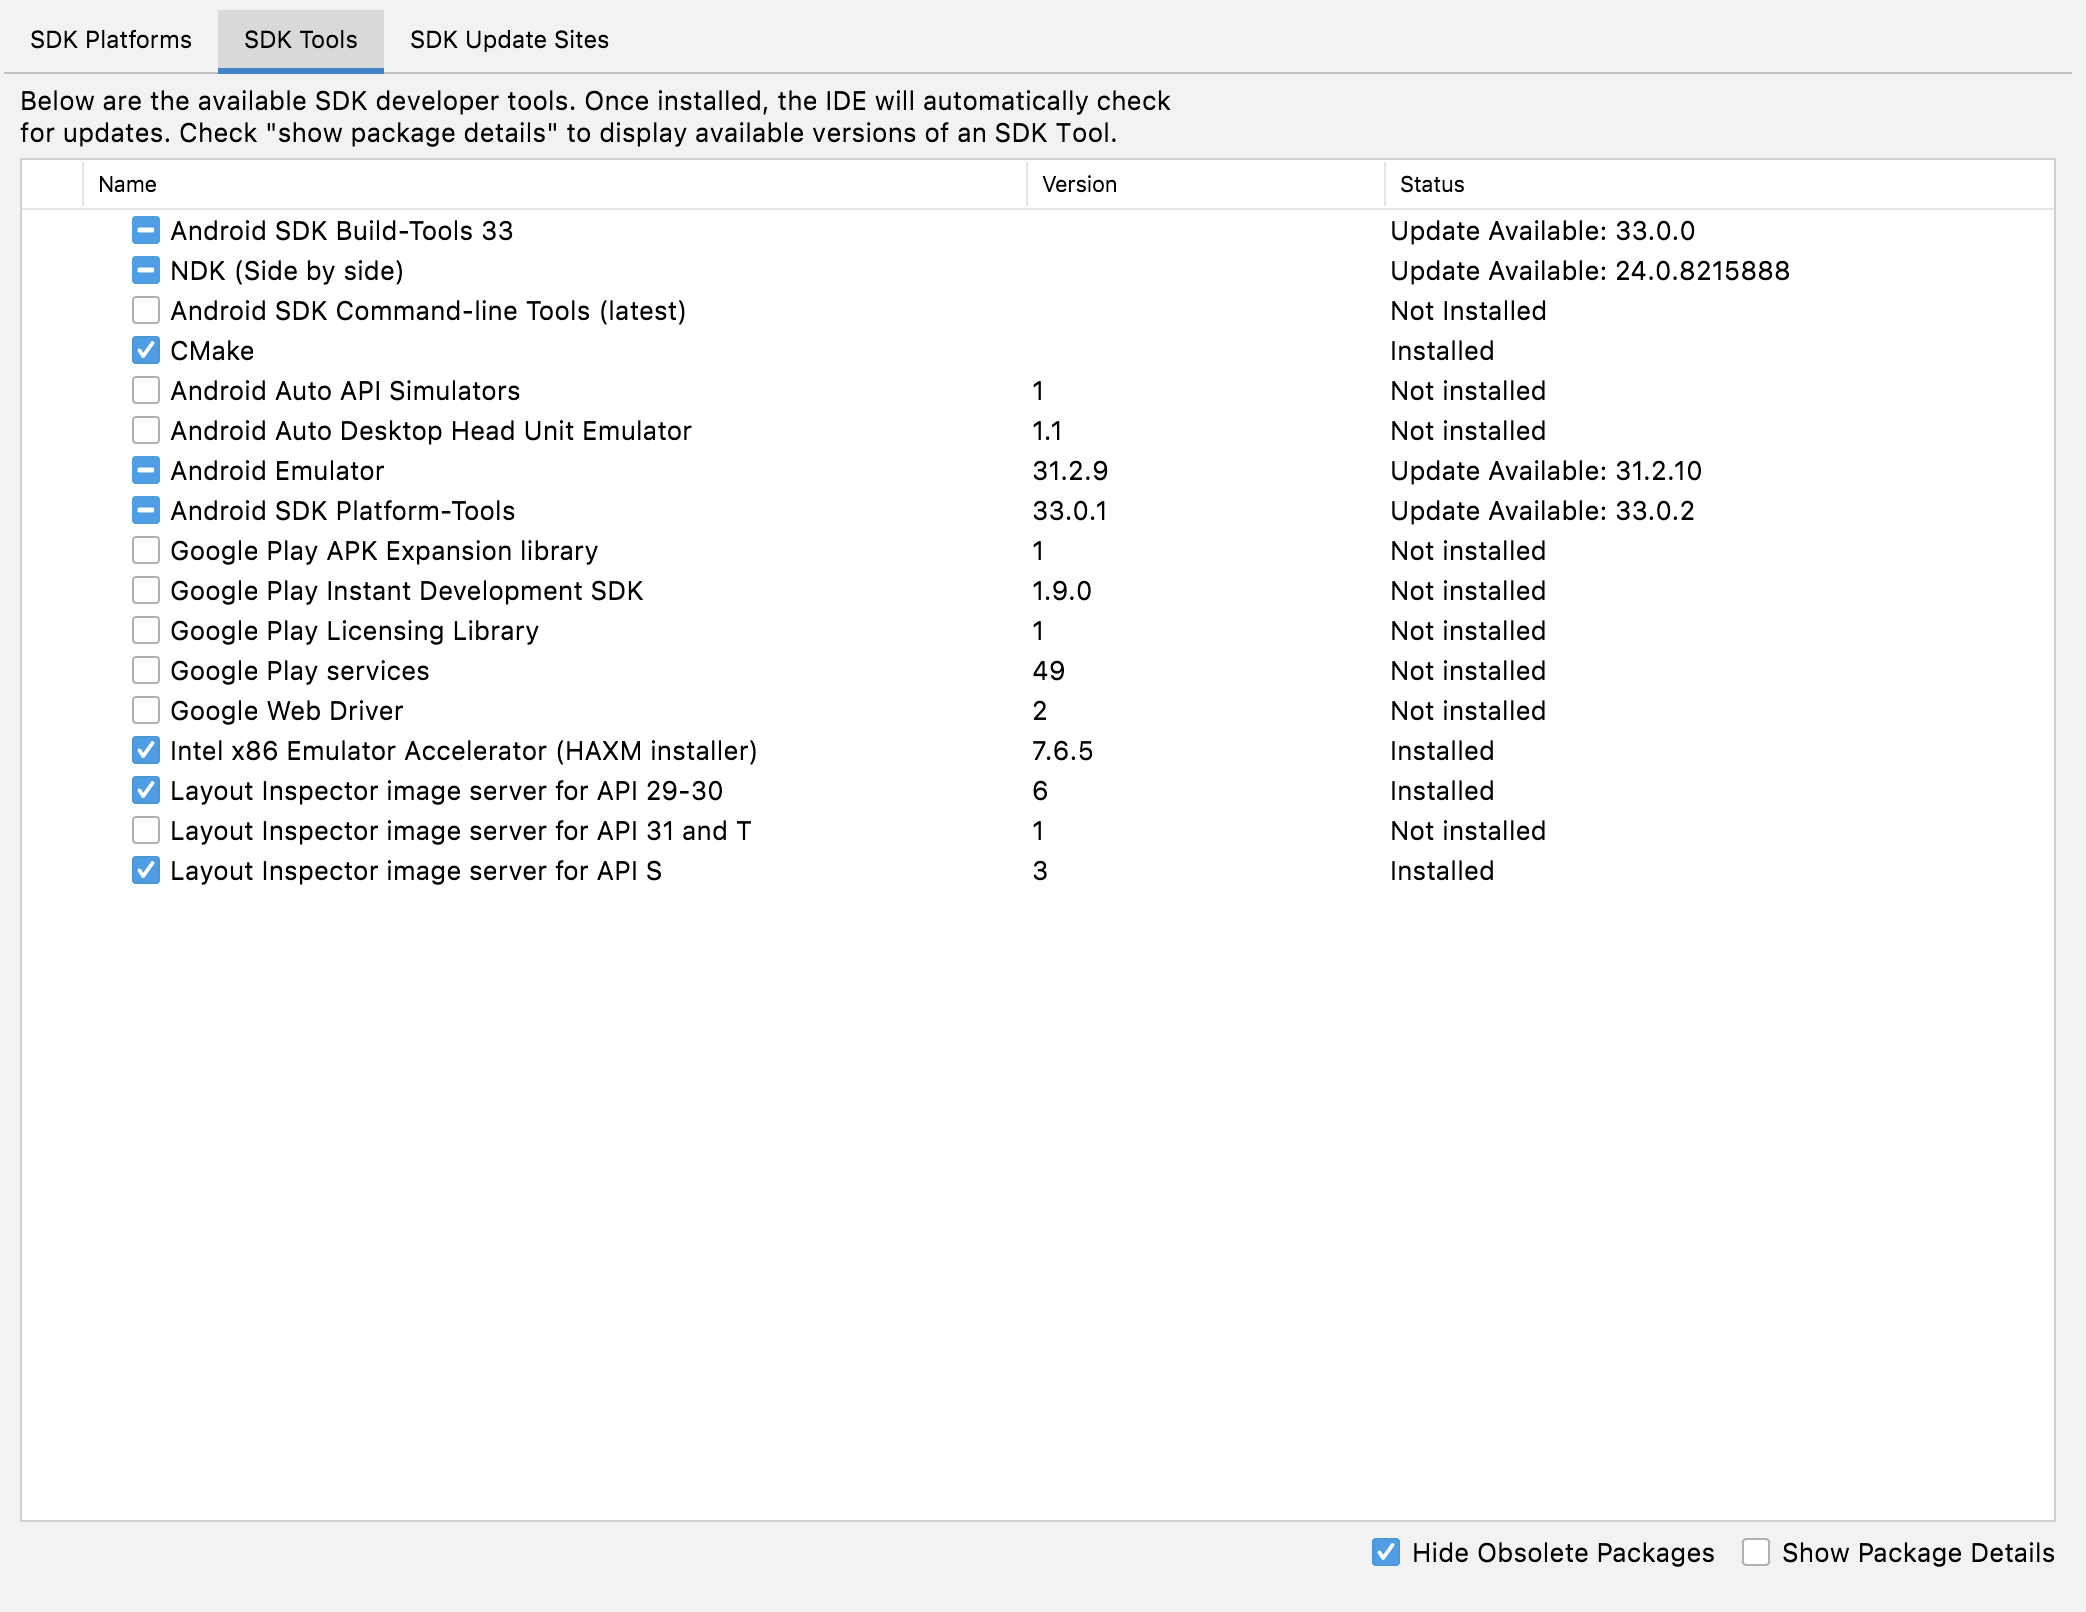 SDK Platforms SDK Tools SDK Update Sites
Below are the available SDK developer tools. Once installed, the IDE will automatically check
for updates. Check "show package details" to display available versions of an SDK Tool.
Name Version Status
Android SDK Build-Tools 33 Update Available: 33.0.0
NDK (Side by side) Update Available: 24.0.8215888
Android SDK Command-line Tools (latest) Not Installed
CMake Installed
Android Auto API Simulators 1 Not installed
Android Auto Desktop Head Unit Emulator 1.1 Not installed
Android Emulator 31.2.9 Update Available: 31.2.10
Android SDK Platform-Tools 33.0.1 Update Available: 33.0.2
Google Play APK Expansion library 1 Not installed
Google Play Instant Development SDK 1.9.0 Not installed
Google Play Licensing Library 1 Not installed
Google Play services 49 Not installed
Google Web Driver 2 Not installed
Intel x86 Emulator Accelerator (HAXM installer) 7.6.5 Installed
Layout Inspector image server for API 29-30 6 Installed
Layout Inspector image server for API 31 and T 1 Not installed
Layout Inspector image server for API S 3 Installed
Hide Obsolete Packages Show Package Details